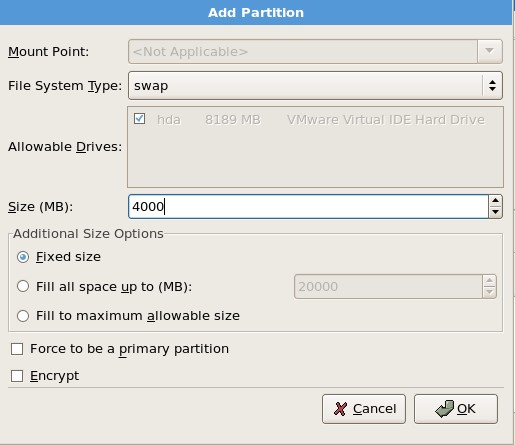 Add Partition
Mount Point: <Not Applicable>
File System Type: swap
hda 8189 MB VMware Virtual IDE Hard Drive
Allowable Drives:
Size (MB): 4000
Additional Size Options
Fixed size
Fill all space up to (MB): 20000
Fill to maximum allowable size
Force to be a primary partition
Encrypt
Cancel OK